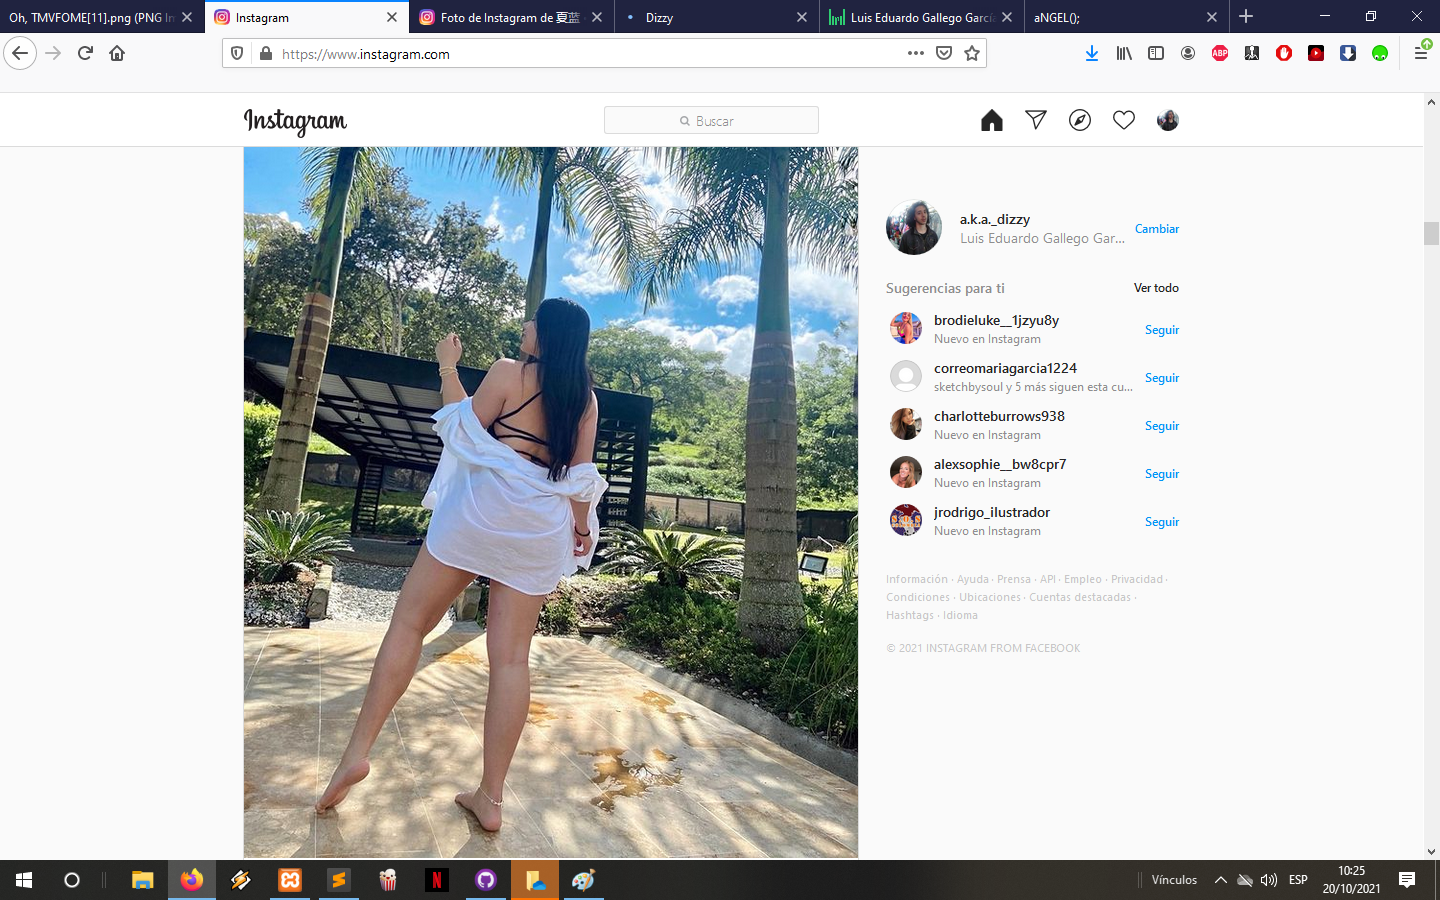 Oh, TMVFOME[11].png (PNG Im
Instagram
Foto de Instagram de 夏蓝
Dizzy
Luis Eduardo Gallego García
aNGEL();
https://www.instagram.com
ABP
Instagram
Buscar
a.k.a._dizzy
Luis Eduardo Gallego Gar...
Cambiar
Sugerencias para ti
Ver todo
brodieluke__1jzyu8y
Nuevo en Instagram
Seguir
correomariagarcia1224
sketchbysoul y 5 más siguen esta cu...
Seguir
charlotteburrows938
Nuevo en Instagram
Seguir
alexsophie__bw8cpr7
Nuevo en Instagram
Seguir
jrodrigo_ilustrador
Nuevo en Instagram
Seguir
Información · Ayuda · Prensa · API · Empleo · Privacidad ·
Condiciones · Ubicaciones · Cuentas destacadas ·
Hashtags · Idioma
© 2021 INSTAGRAM FROM FACEBOOK
Vínculos
ESP
10:25
20/10/2021